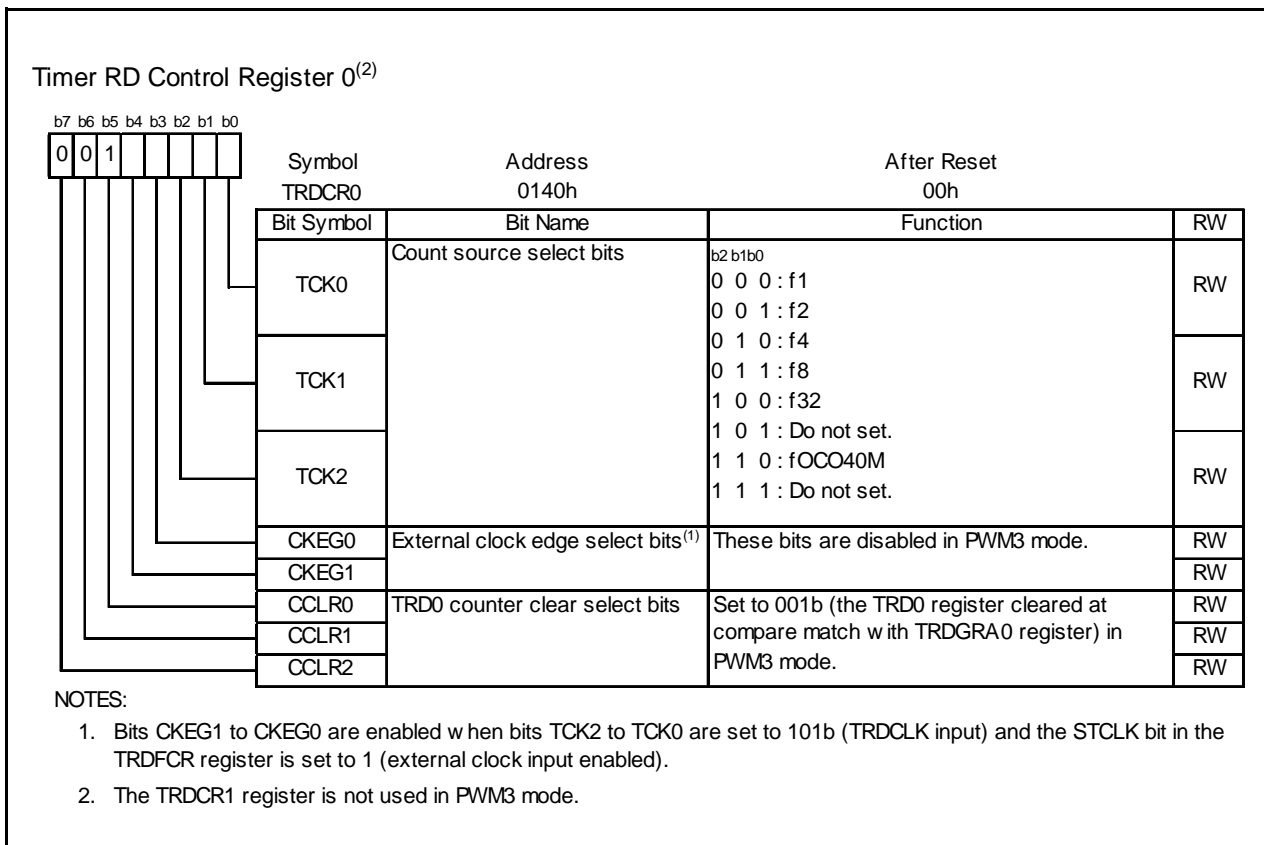 Timer RD Control Register 0(2)
b7 b6 b5 b4 b3 b2 b1 b0
0 0 1
Symbol Address After Reset
TRDCR0 0140h 00h
Bit Symbol Bit Name Function RW
TCK0 Count source select bits b2 b1 b0 RW
0 0 0 : f1
0 0 1 : f2
0 1 0 : f4
TCK1 0 1 1 : f8 RW
1 0 0 : f32
1 0 1 : Do not set.
TCK2 1 1 0 : fOCO40M RW
1 1 1 : Do not set.
CKEG0 External clock edge select bits(1) These bits are disabled in PWM3 mode. RW
CKEG1 RW
CCLR0 TRD0 counter clear select bits Set to 001b (the TRD0 register cleared at RW
CCLR1 compare match with TRDGRA0 register) in RW
CCLR2 PWM3 mode. RW
NOTES:
1. Bits CKEG1 to CKEG0 are enabled when bits TCK2 to TCK0 are set to 101b (TRDCLK input) and the STCLK bit in the
TRDFCR register is set to 1 (external clock input enabled).
2. The TRDCR1 register is not used in PWM3 mode.